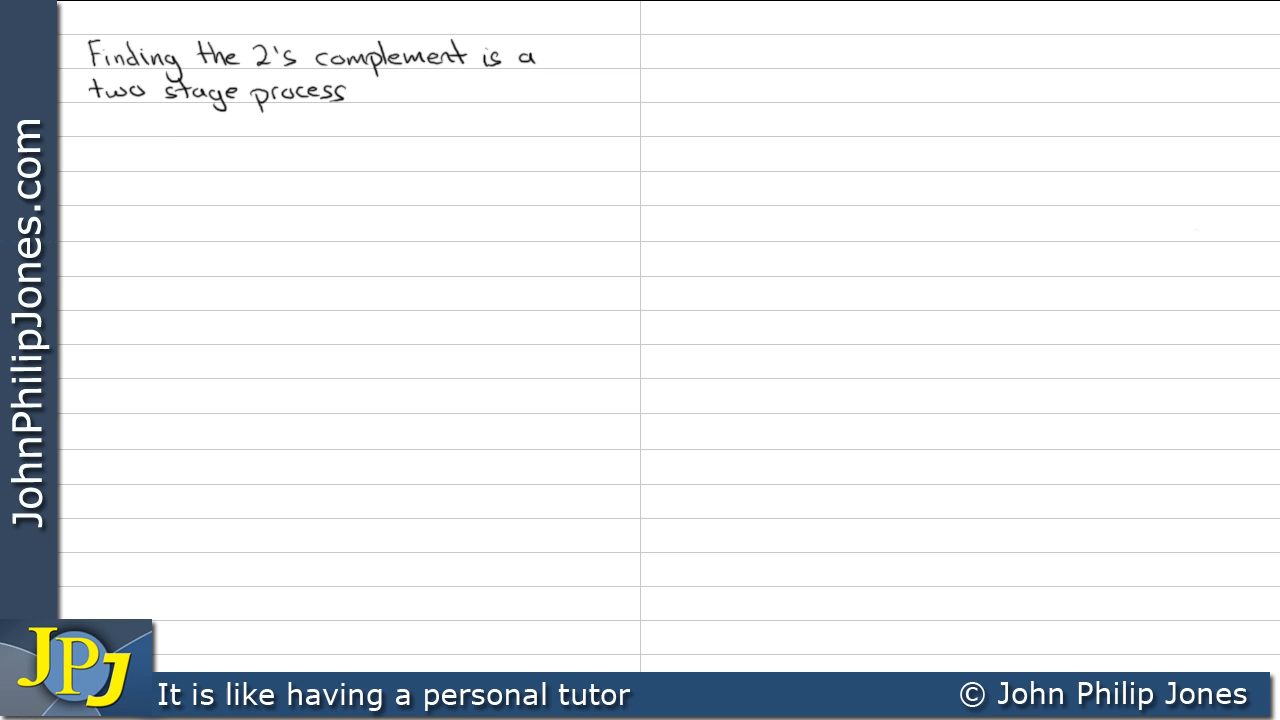 Finding the 2's complement is a
two stage process
JohnPhilipJones.com
JPJ
It is like having a personal tutor
© John Philip Jones